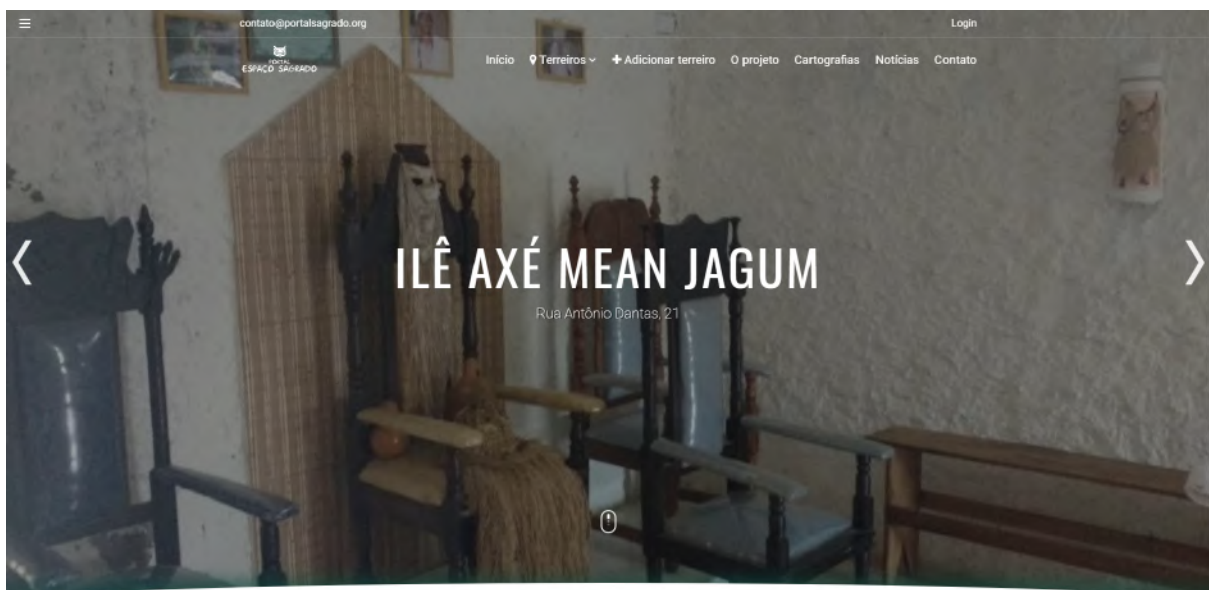 contato@portalsagrado.org
Login
PORTAL
ESPAÇO SAGRADO
Início Terreiros Adicionar terreiro O projeto Cartografias Notícias Contato
ILÊ AXÉ MEAN JAGUM
Rua Antônio Dantas, 21